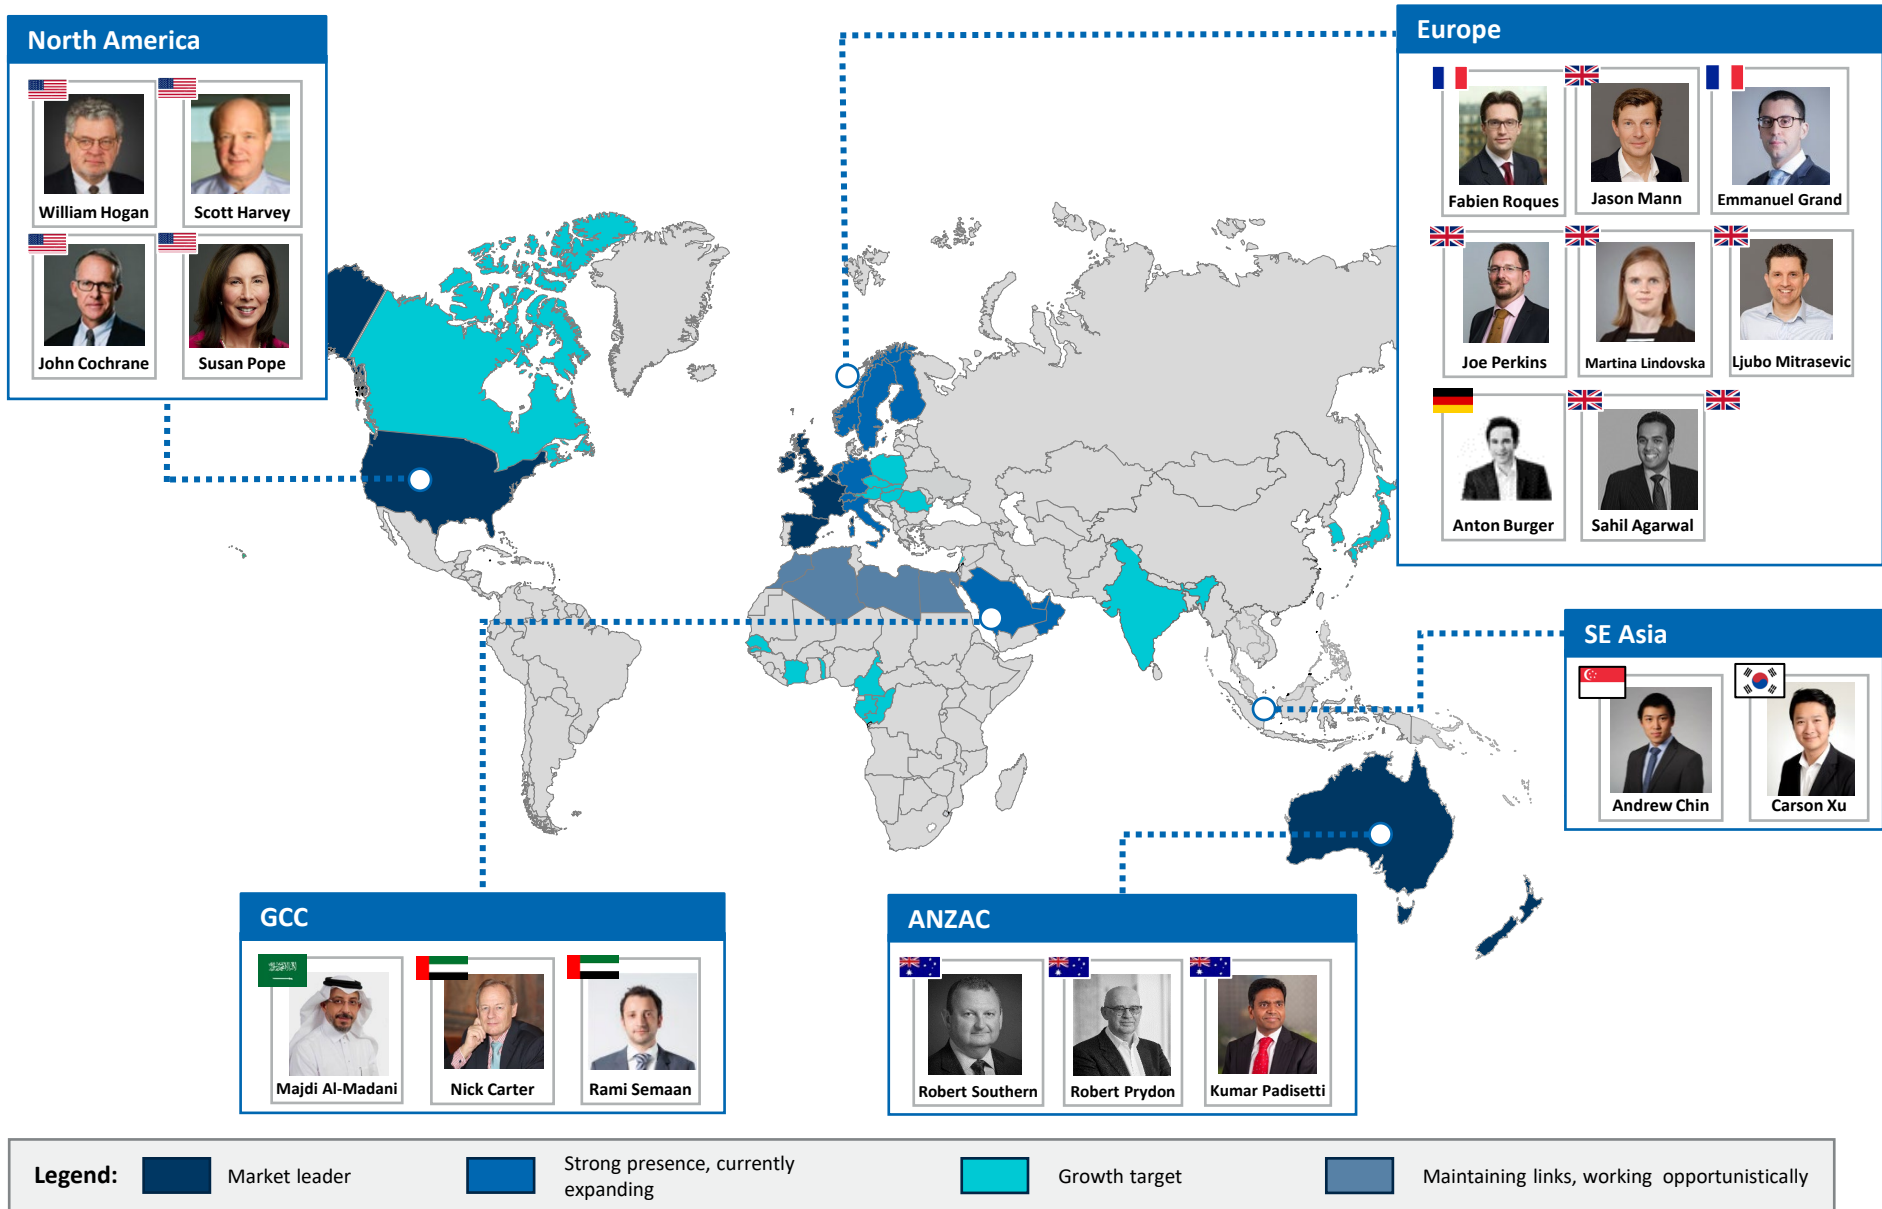 North America
William Hogan
Scott Harvey
John Cochrane
Susan Pope
Europe
Fabien Roques
Jason Mann
Emmanuel Grand
Joe Perkins
Martina Lindovska
Ljubo Mitrasevic
Anton Burger
Sahil Agarwal
SE Asia
Andrew Chin
Carson Xu
GCC
Majdi Al-Madani
Nick Carter
Rami Semaan
ANZAC
Robert Southern
Robert Prydon
Kumar Padisetti
Legend:
Market leader
Strong presence, currently
expanding
Growth target
Maintaining links, working opportunistically